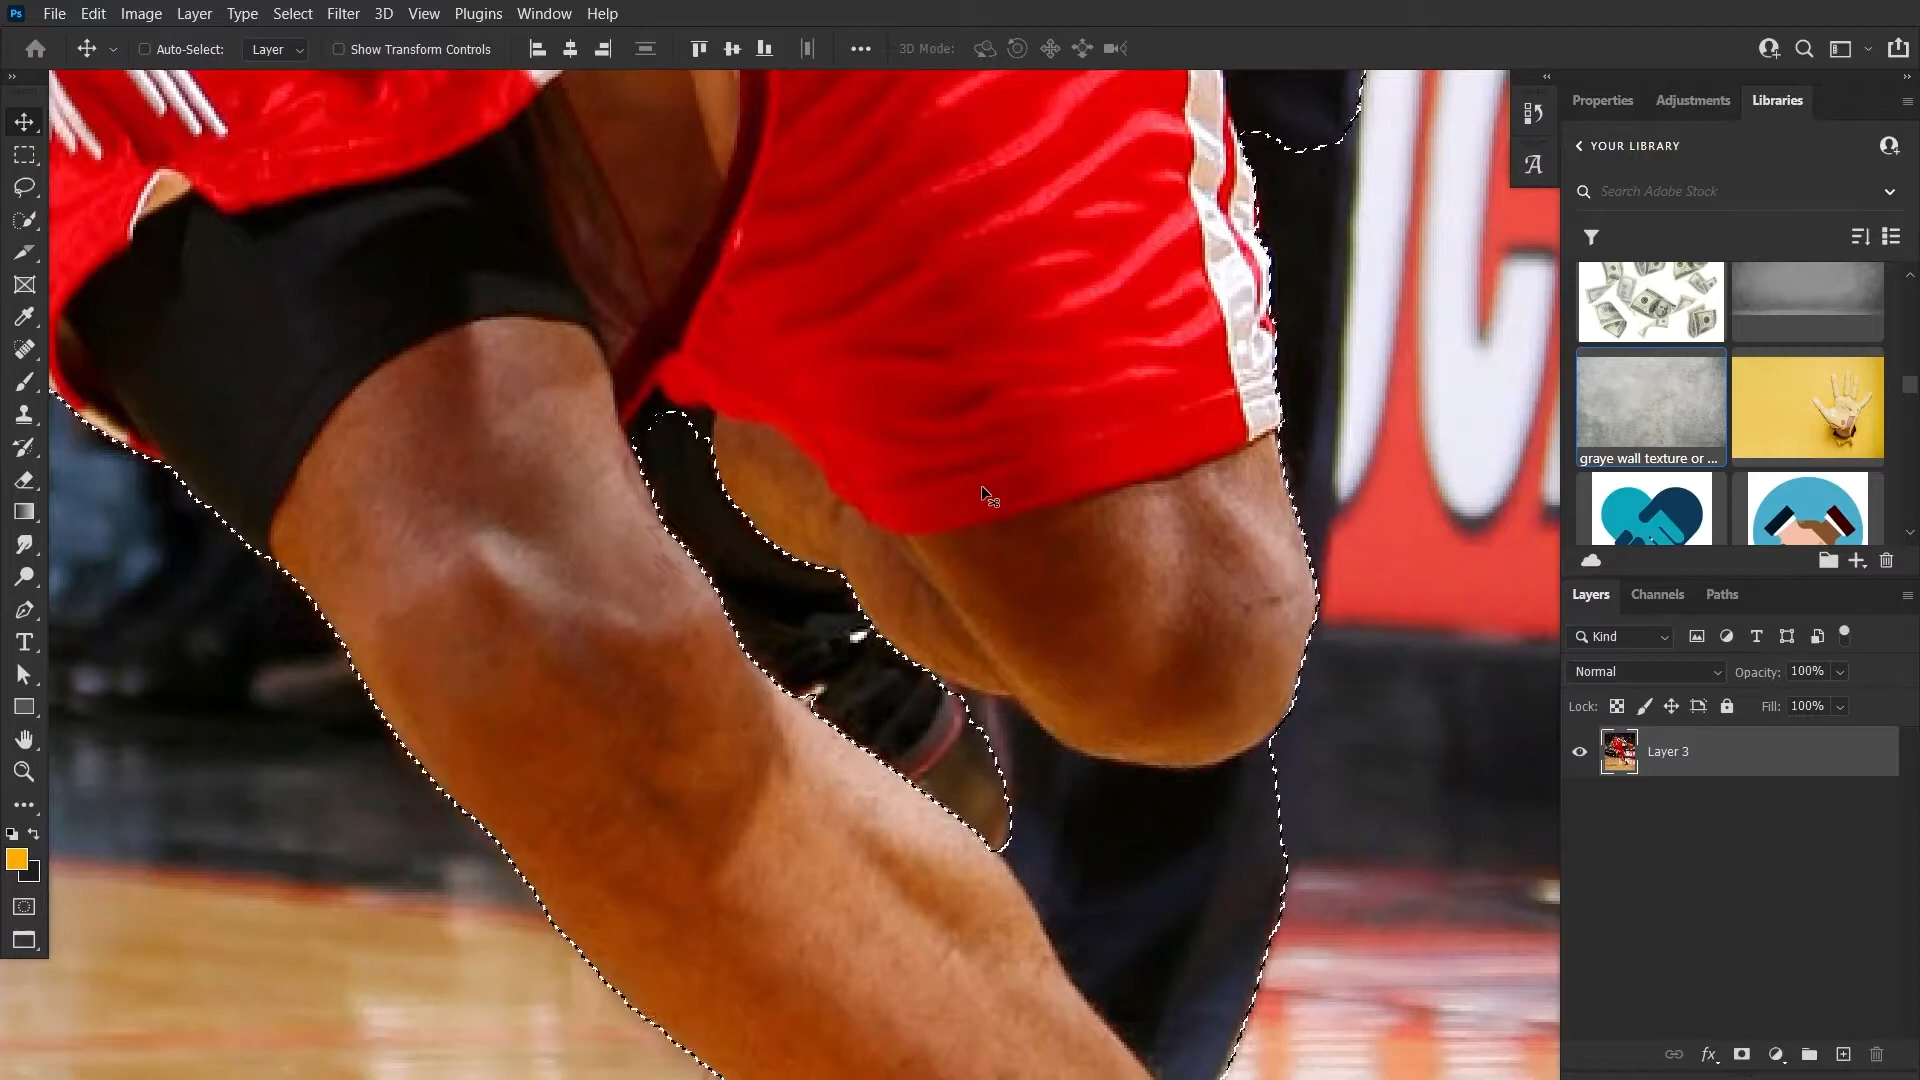 Ps File Edit Image Layer Type Select Filter 3D View Plugins Window Help
Auto-Select: Layer Show Transform Controls 3D Mode:
Properties Adjustments Libraries
YOUR LIBRARY
Search Adobe Stock
graye wall texture or ...
Layers Channels Paths
Kind
Normal Opacity: 100%
Lock: Fill: 100%
Layer 3
fx